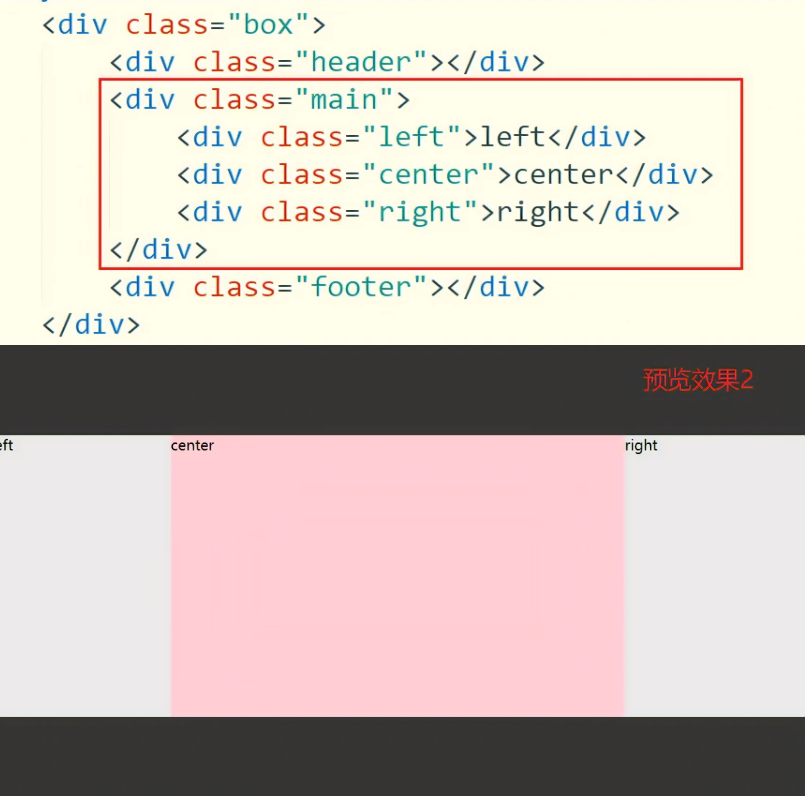 <div class="box">
<div class="header"></div>
<div class="main">
<div class="left">left</div>
<div class="center">center</div>
<div class="right">right</div>
</div>
<div class="footer"></div>
</div>
预览效果2
eft
center
right